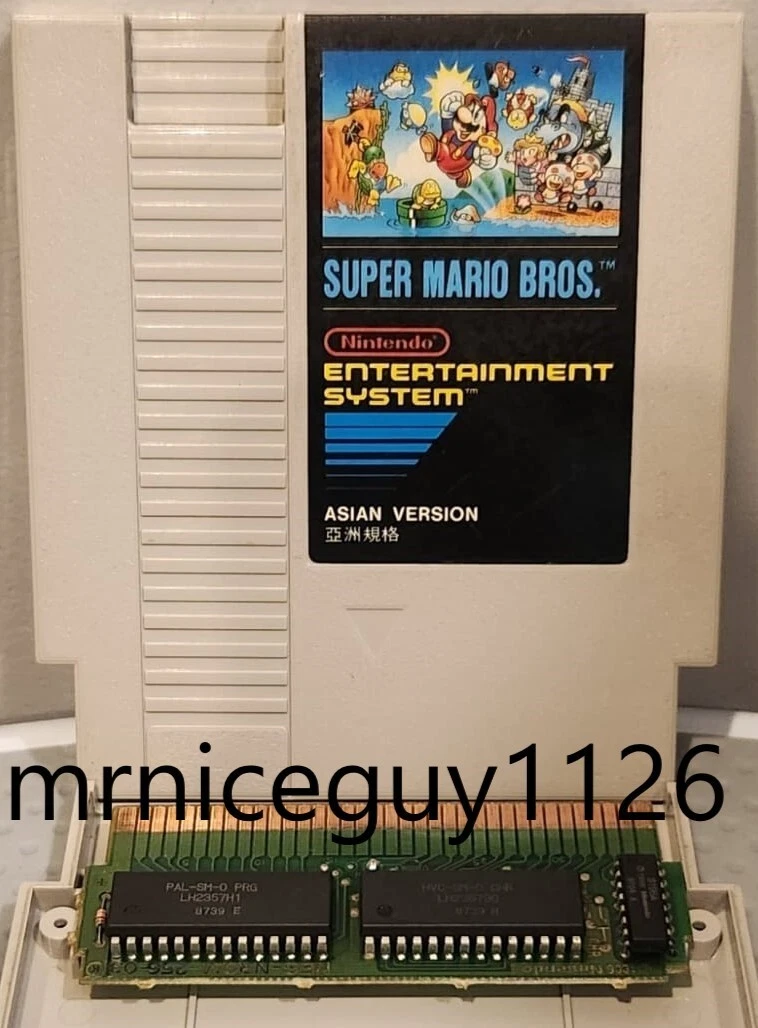 SUPER MARIO BROS.™
Nintendo®
ENTERTAINMENT
SYSTEM™
ASIAN VERSION
亞洲規格
mrniceguy1126
PAL-SM-0 PRG
LH2357H1
8739 E
HVC-SM-0 CHR
Nintendo